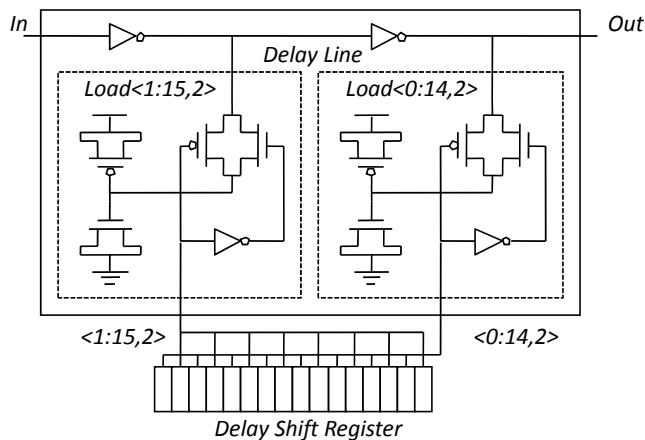 In
Out
Delay Line
Load<1:15,2>
Load<0:14,2>
<1:15,2>
<0:14,2>
Delay Shift Register